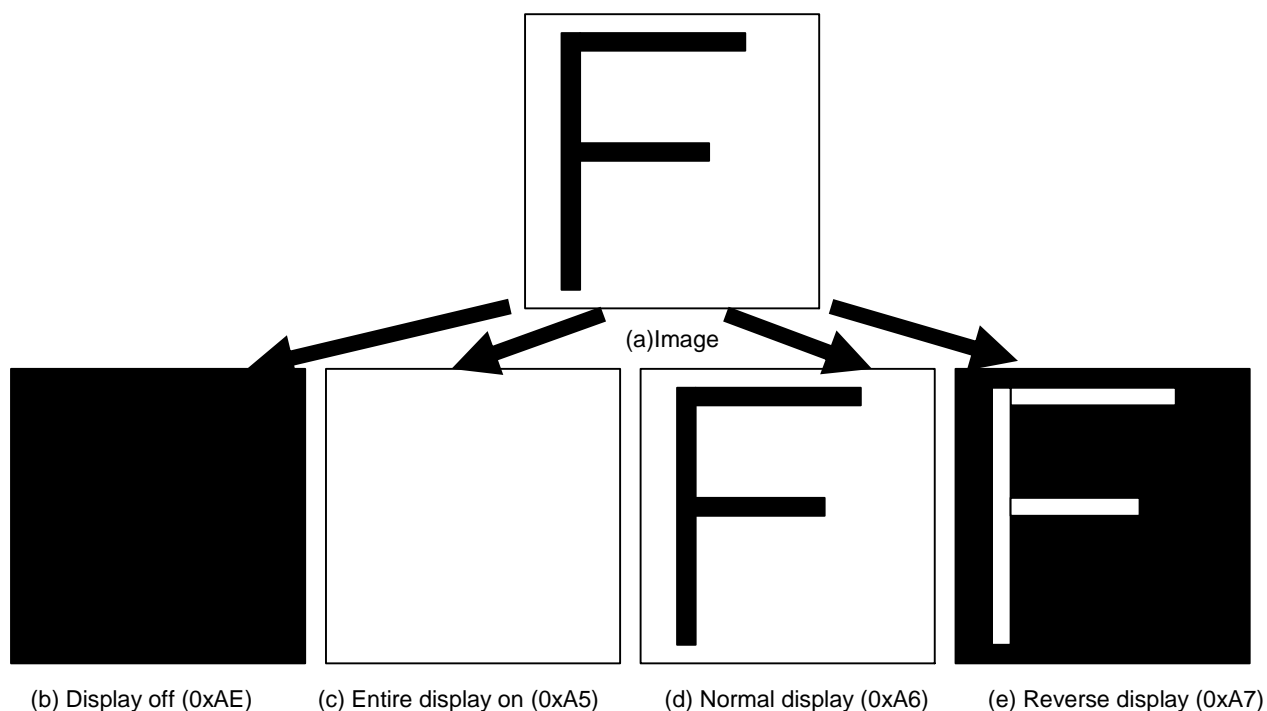 (a)Image
(b) Display off (0xAE)
(c) Entire display on (0xA5)
(d) Normal display (0xA6)
(e) Reverse display (0xA7)